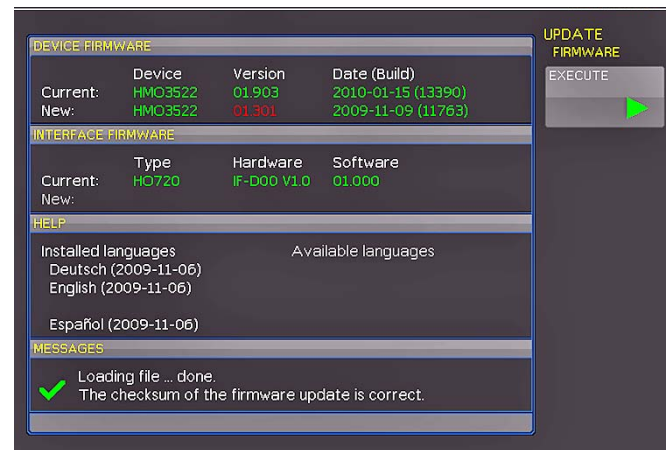 UPDATE
FIRMWARE
EXECUTE
DEVICE FIRMWARE
Device Version Date (Build)
Current: HMO3522 01.903 2010-01-15 (13390)
New: HMO3522 01.301 2009-11-09 (11763)
INTERFACE FIRMWARE
Type Hardware Software
Current: HO720 IF-D00 V1.0 01.000
New:
HELP
Installed languages Available languages
Deutsch (2009-11-06)
English (2009-11-06)
Español (2009-11-06)
MESSAGES
Loading file ... done.
The checksum of the firmware update is correct.